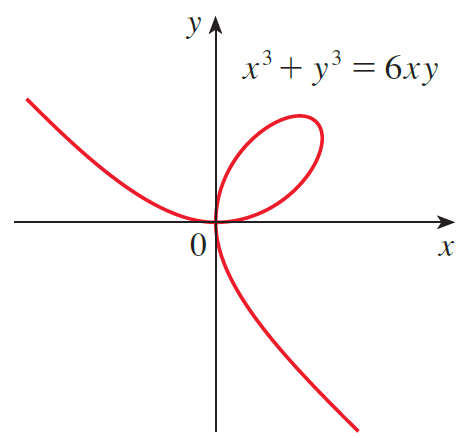 y
x³ + y³ = 6xy
0
x